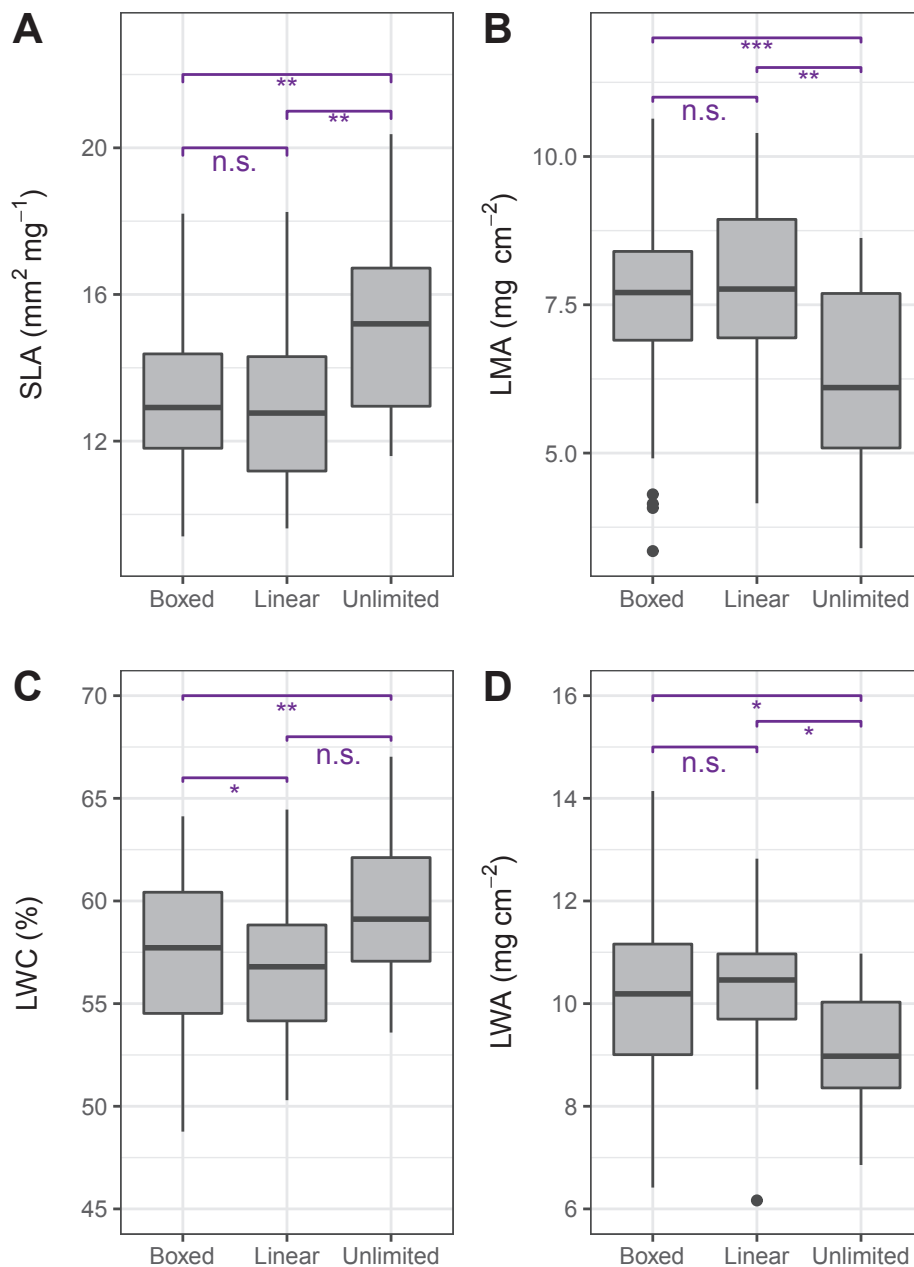 A
SLA (mm² mg⁻¹)
20
16
12
**
**
n.s.
Boxed Linear Unlimited
B
LMA (mg cm⁻²)
10.0
7.5
5.0
***
**
n.s.
Boxed Linear Unlimited
C
LWC (%)
70
65
60
55
50
45
**
n.s.
*
Boxed Linear Unlimited
D
LWA (mg cm⁻²)
16
14
12
10
8
6
*
*
n.s.
Boxed Linear Unlimited